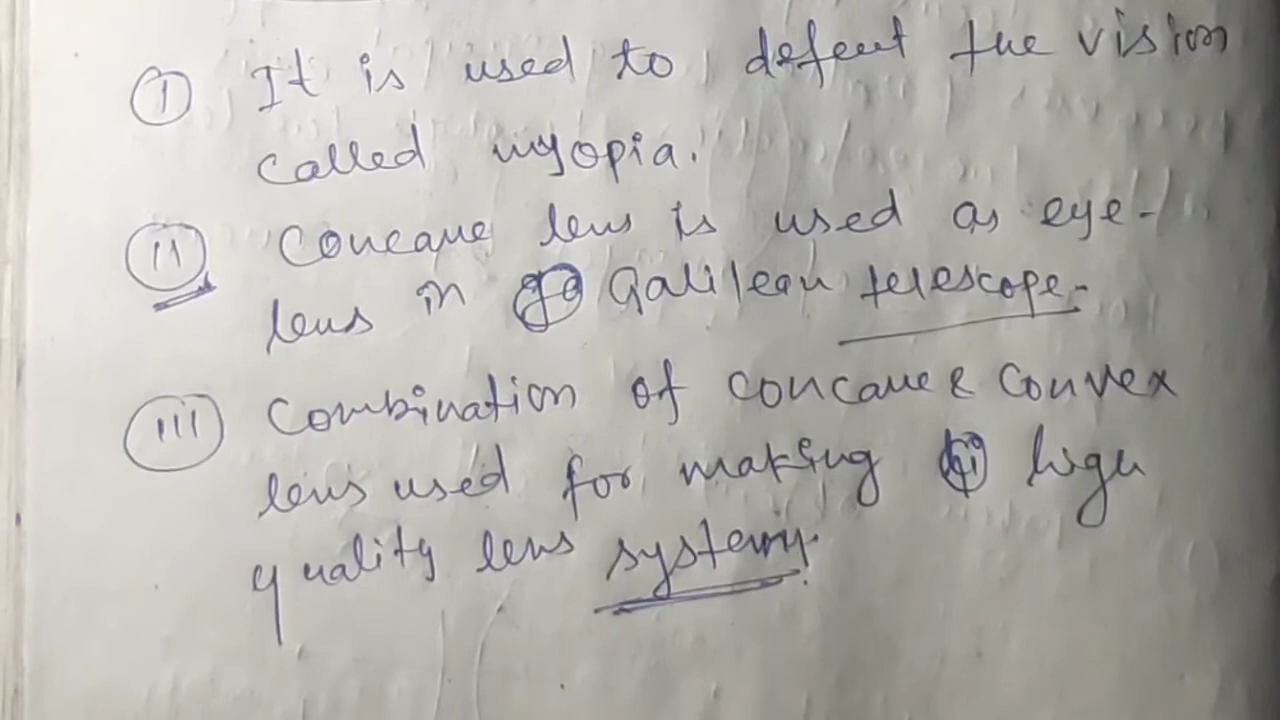 I It is used to defeat the vision
called myopia.
II Concave lens is used as eye-
lens in Galilean telescope.
III Combination of concave & convex
lens used for making high
quality lens system.